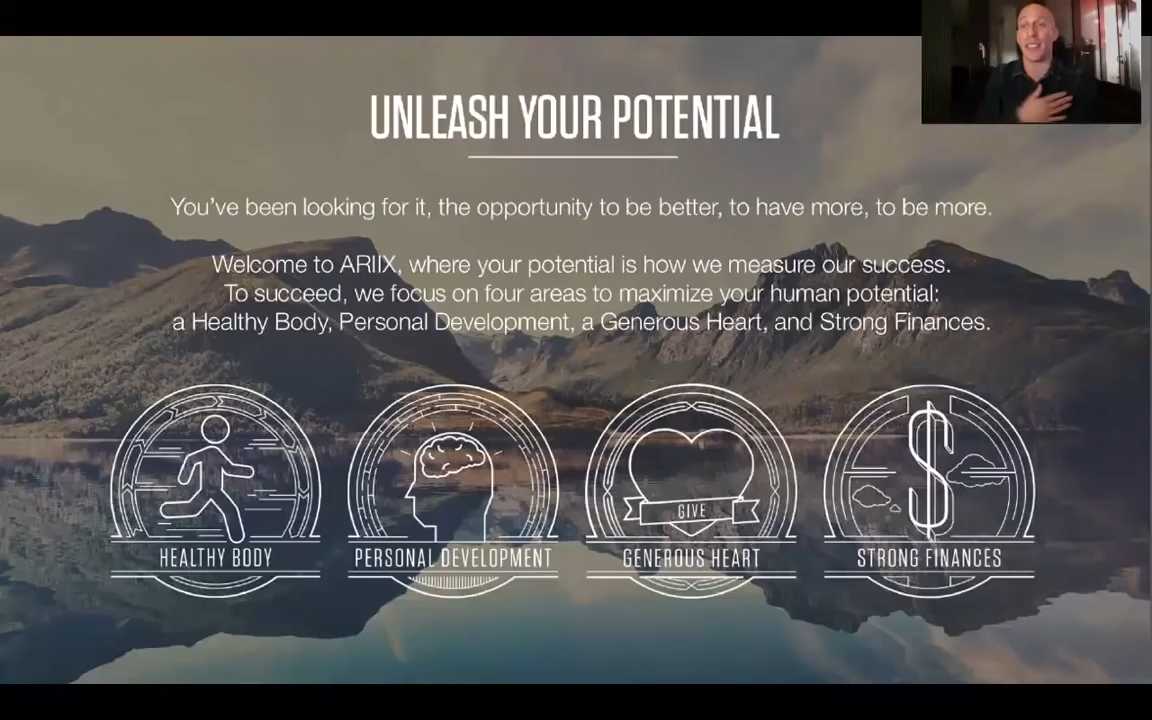 UNLEASH YOUR POTENTIAL
You've been looking for it, the opportunity to be better, to have more, to be more.
Welcome to ARIIX, where your potential is how we measure our success.
To succeed, we focus on four areas to maximize your human potential:
a Healthy Body, Personal Development, a Generous Heart, and Strong Finances.
GIVE
HEALTHY BODY
PERSONAL DEVELOPMENT
GENEROUS HEART
STRONG FINANCES